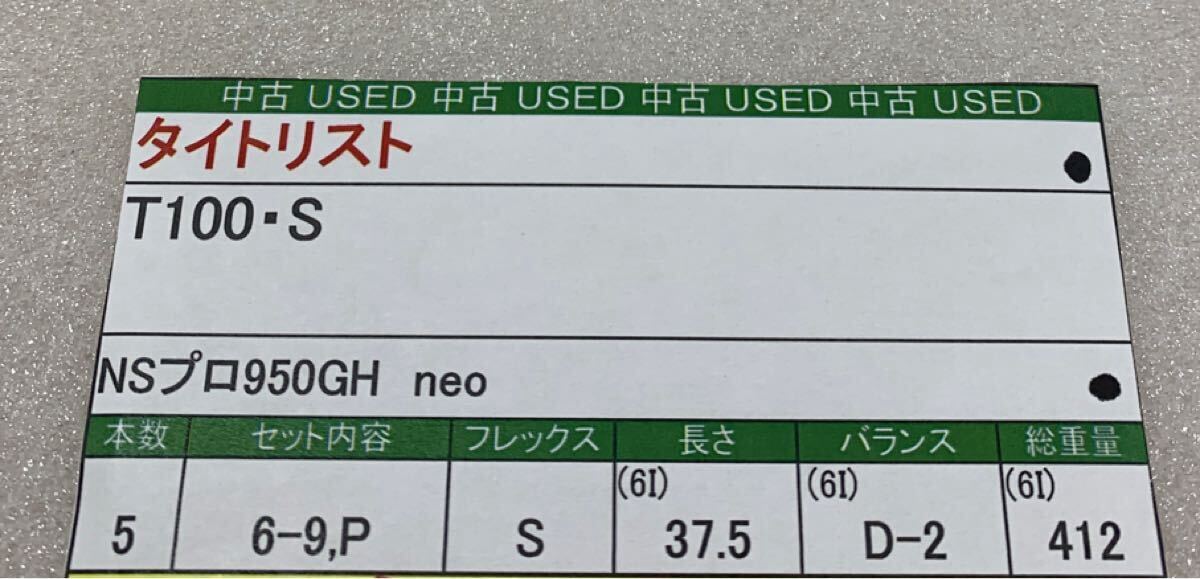 中古 USED 中古 USED 中古 USED 中古 USED
タイトリスト
T100・S
NSプロ950GH neo
本数 セット内容 フレックス 長さ バランス 総重量
(6I) (6I) (6I)
5 6-9,P S 37.5 D-2 412